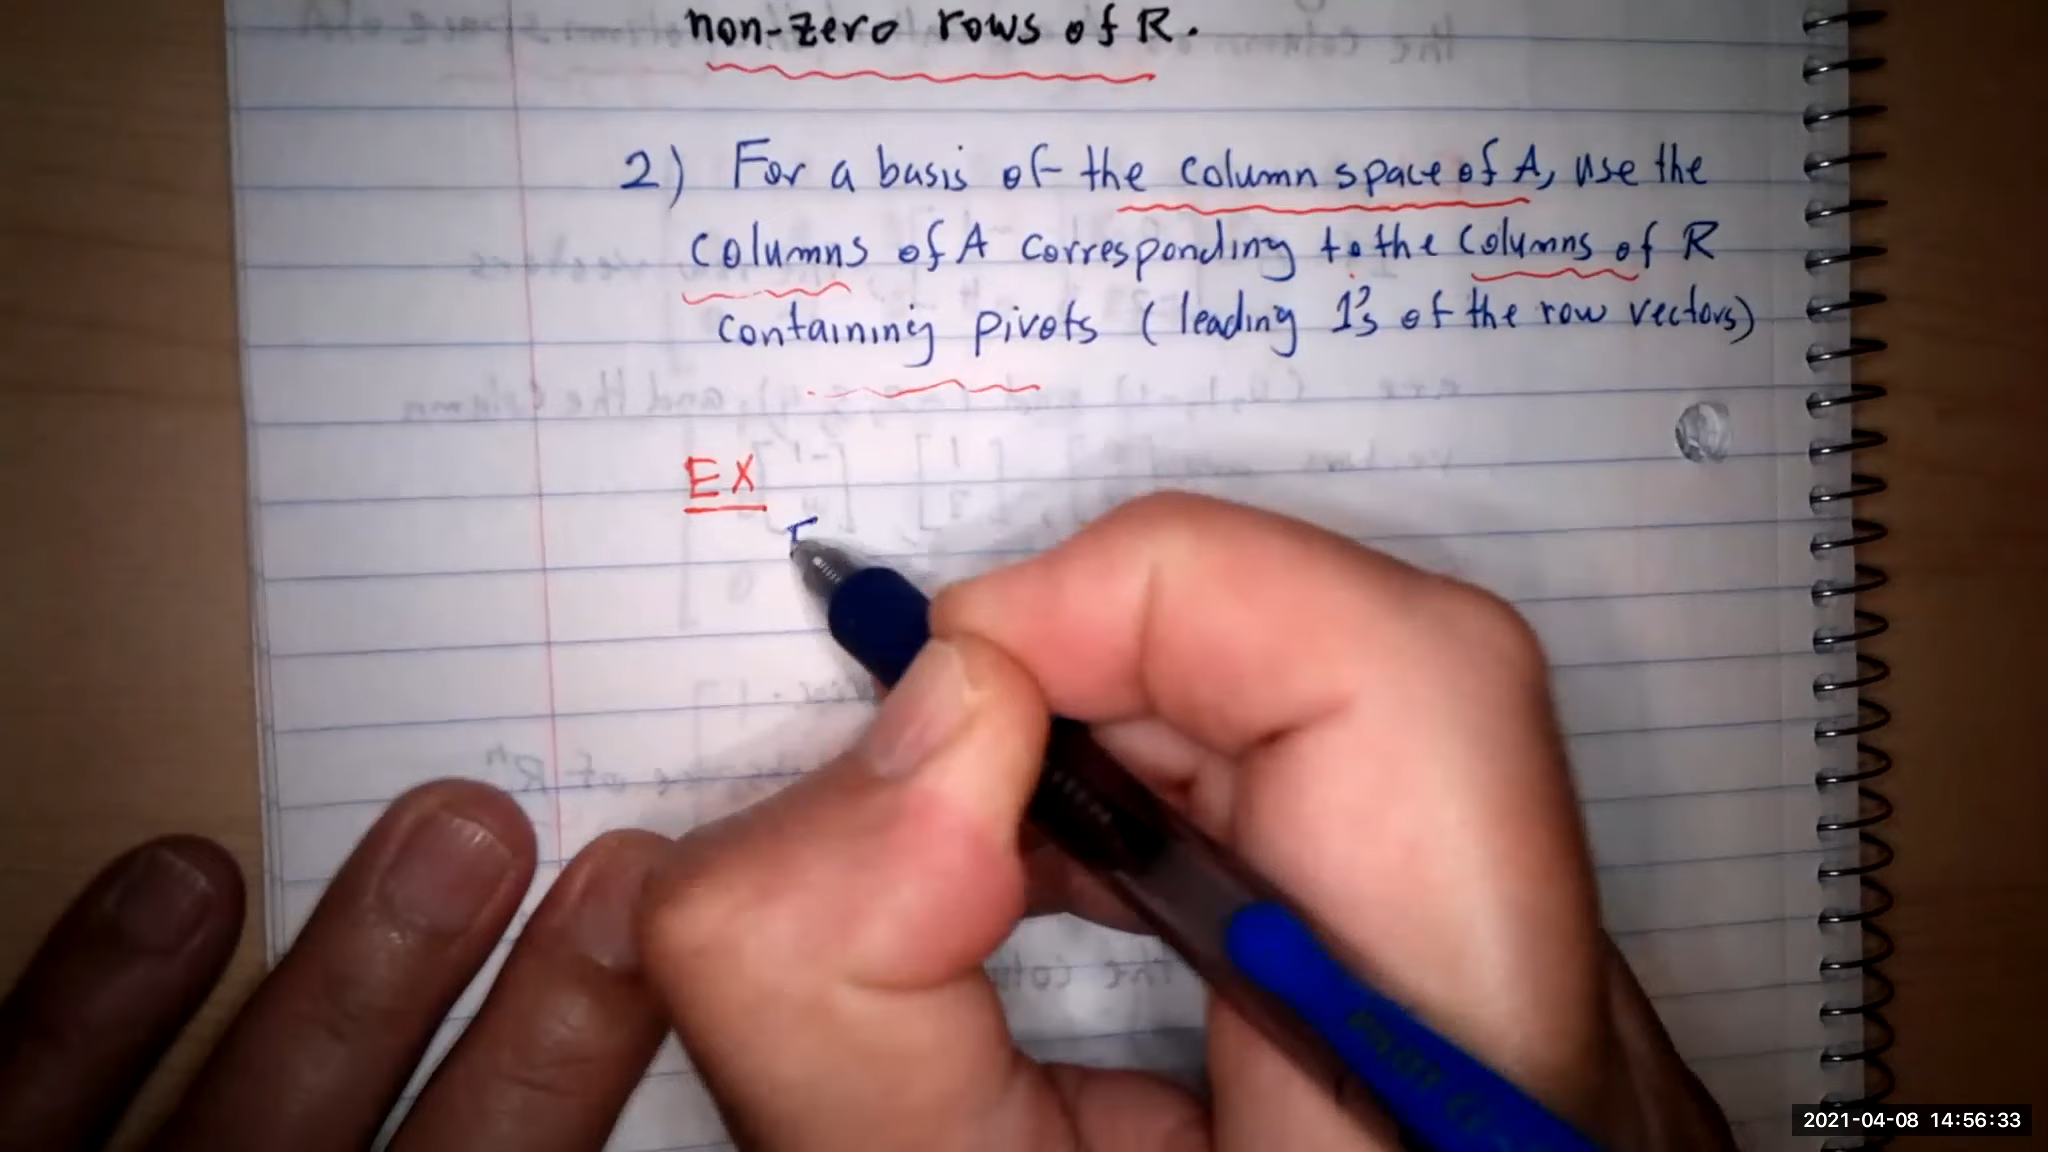 non-zero rows of R.
2) For a basis of the column space of A, use the
columns of A corresponding to the columns of R
containing pivots (leading 1's of the row vectors)
EX
2021-04-08 14:56:33